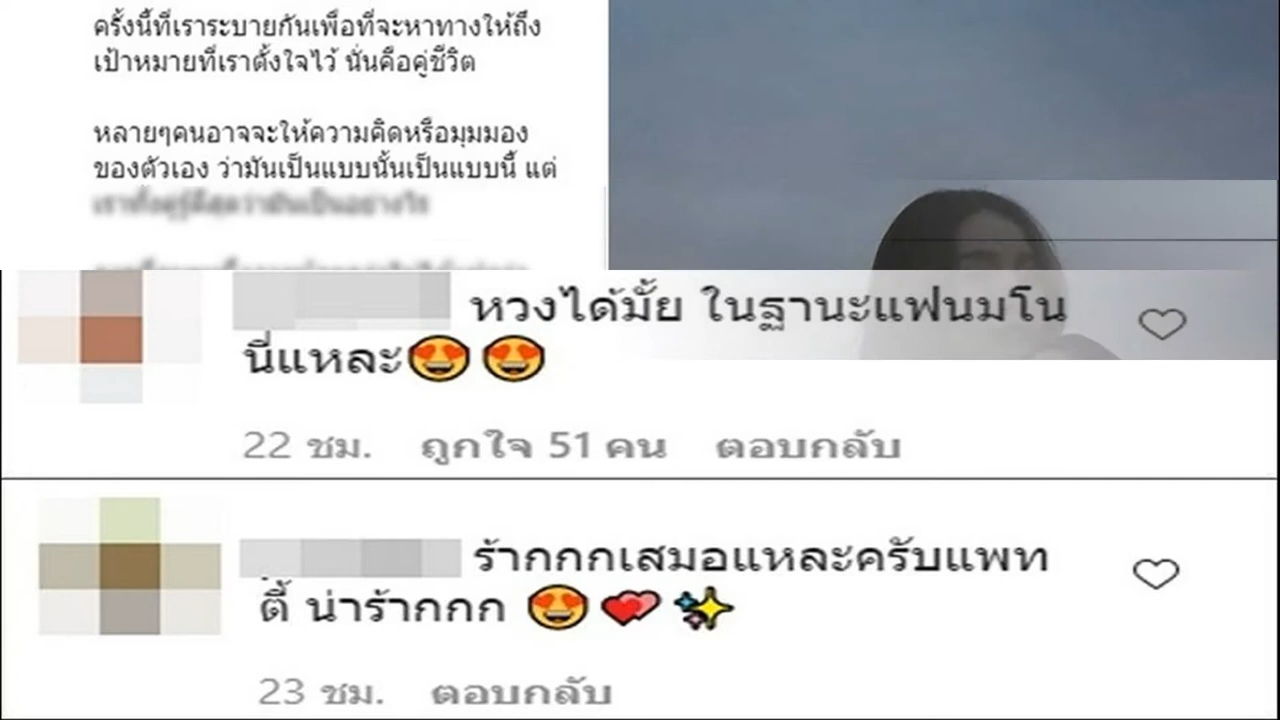 ครั้งนี้ที่เราระบายกันเพื่อที่จะหาทางให้ถึง
เป้าหมายที่เราตั้งใจไว้ นั่นคือคู่ชีวิต
หลายๆคนอาจจะให้ความคิดหรือมุมมอง
ของตัวเอง ว่ามันเป็นแบบนั้นเป็นแบบนี้ แต่
หวงได้มั้ย ในฐานะแฟนมโน
นี่แหละ😍😍
22 ชม. ถูกใจ 51 คน ตอบกลับ
ร้ากกกเสมอแหละครับแพท
ตี้ น่าร้ากกก 😍💕✨
23 ชม. ตอบกลับ